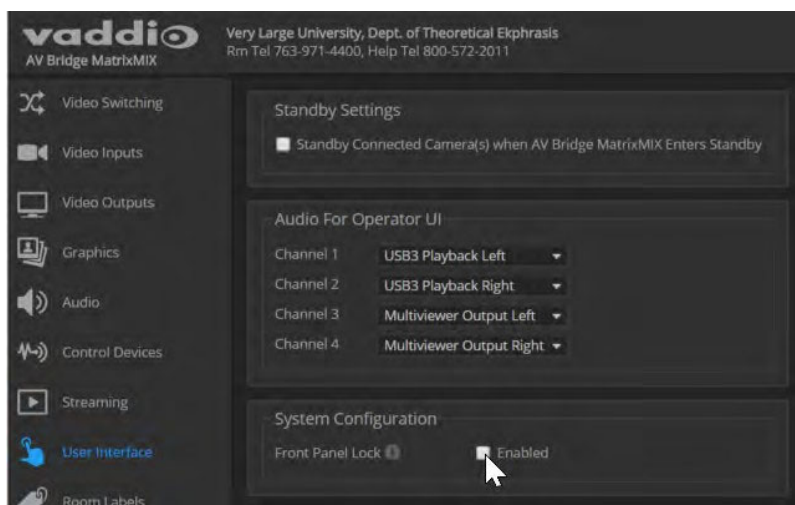 vaddio
AV Bridge MatrixMIX
Very Large University, Dept. of Theoretical Ekphrasis
Rm Tel 763-971-4400, Help Tel 800-572-2011
Video Switching
Video Inputs
Video Outputs
Graphics
Audio
Control Devices
Streaming
User Interface
Room Labels
Standby Settings
Standby Connected Camera(s) when AV Bridge MatrixMIX Enters Standby
Audio For Operator UI
Channel 1 USB3 Playback Left
Channel 2 USB3 Playback Right
Channel 3 Multiviewer Output Left
Channel 4 Multiviewer Output Right
System Configuration
Front Panel Lock Enabled